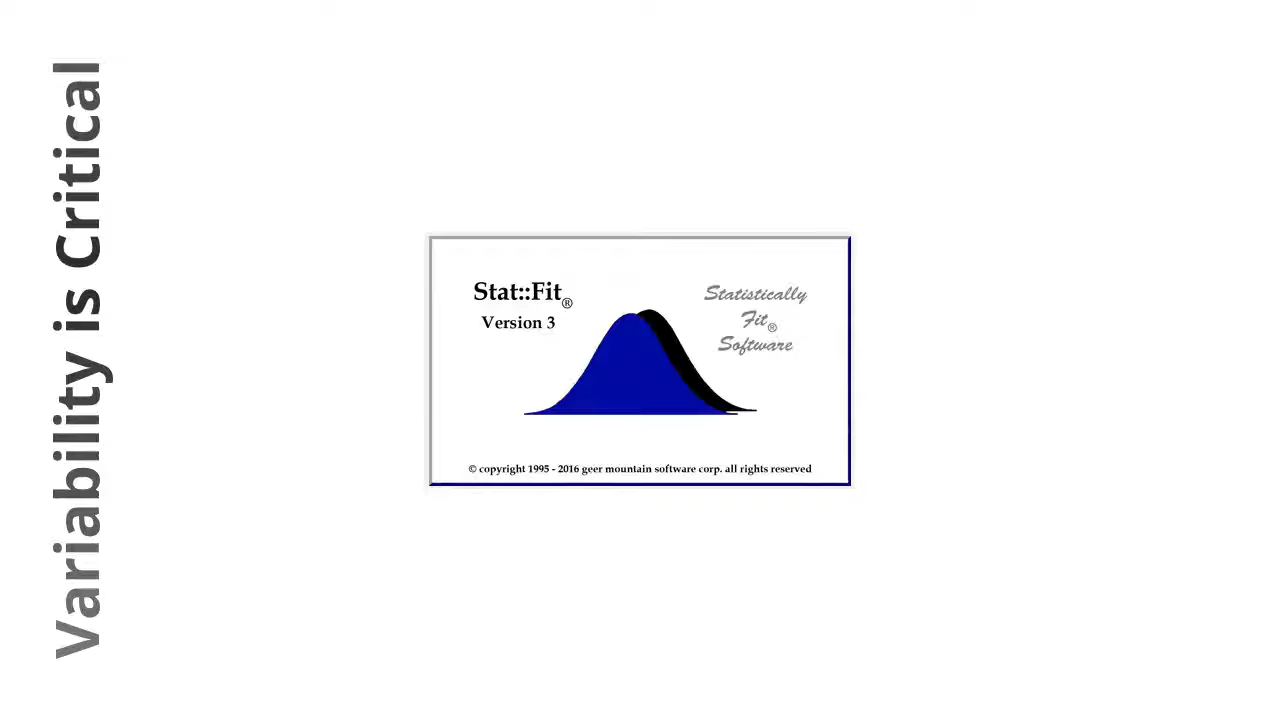 Variability is Critical
Stat::Fit®
Version 3
Statistically
Fit®
Software
© copyright 1995 - 2016 geer mountain software corp. all rights reserved